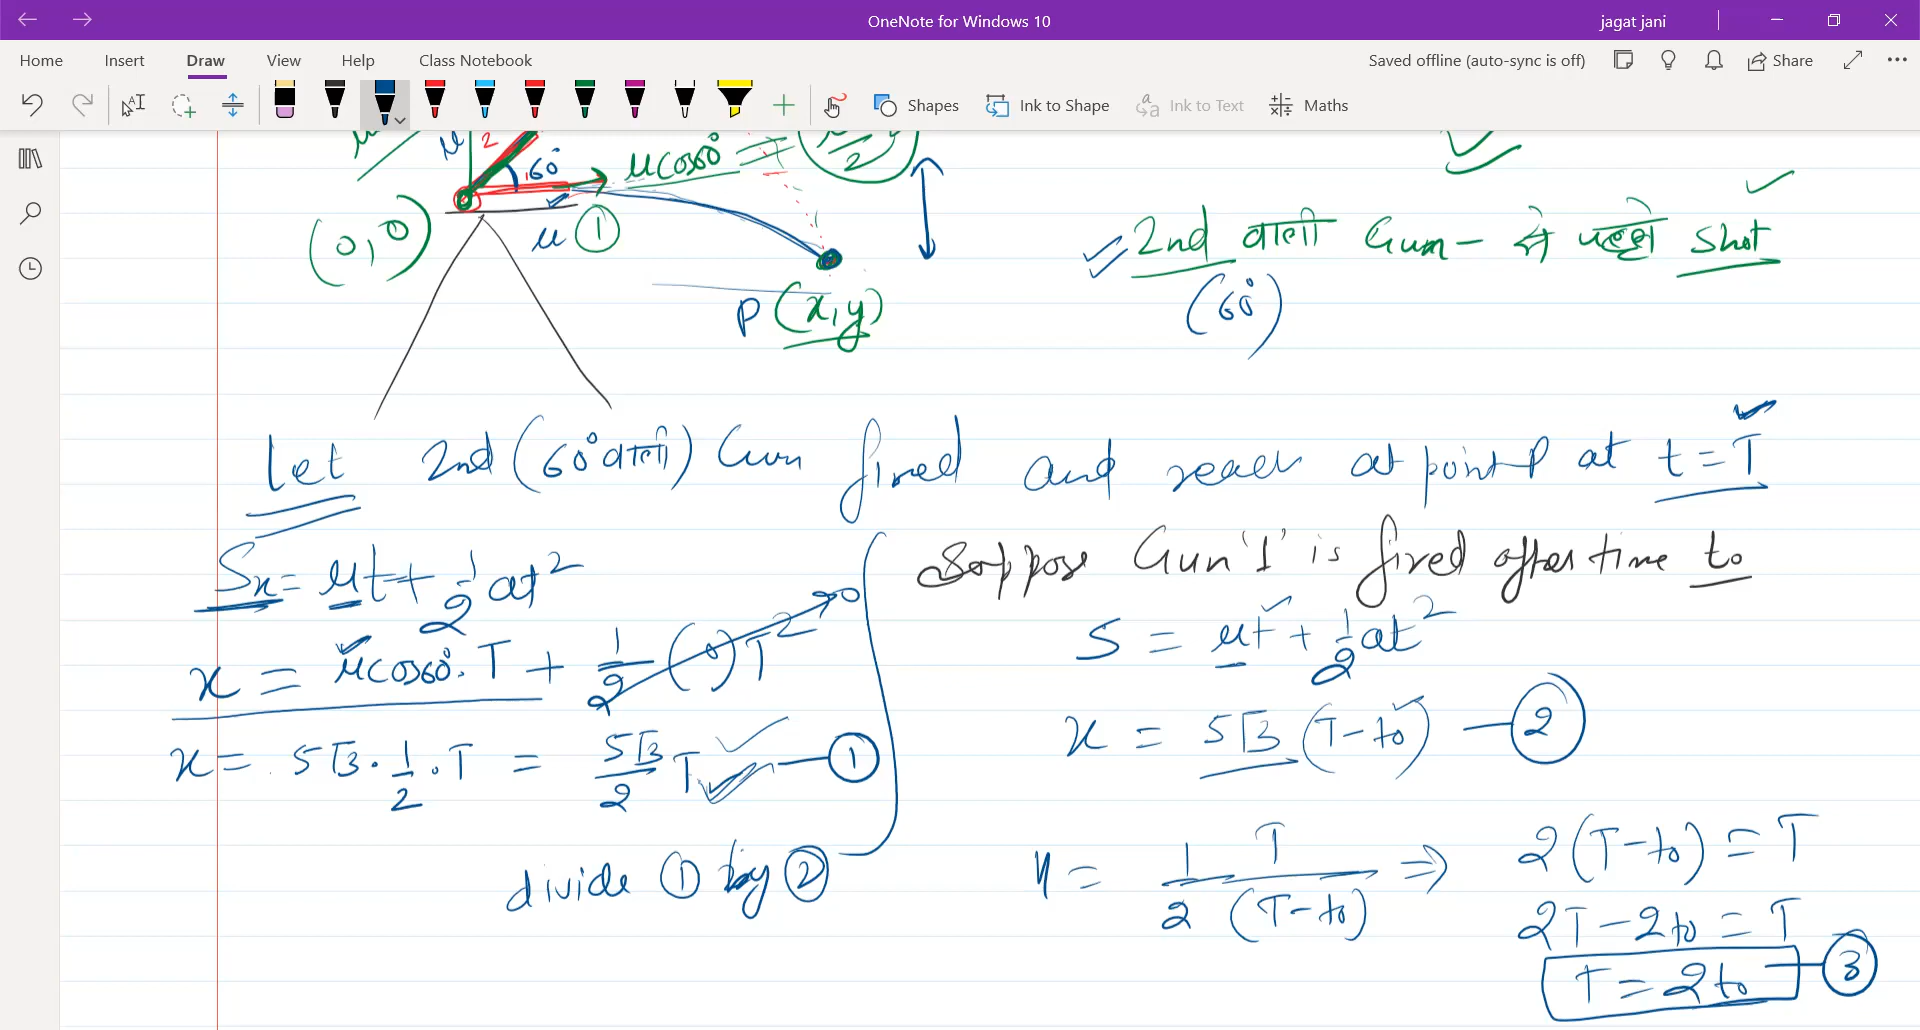 OneNote for Windows 10
jagat jani
Home Insert Draw View Help Class Notebook
Saved offline (auto-sync is off) Share
Shapes Ink to Shape Ink to Text Maths
2 60° ucos60° = u/2
(0,0) u ①
P (x,y)
2nd वाली Gun - से पहले shot
(60°)
Let 2nd (60° वाली) Gun fired and reach at point P at t = T
Suppose Gun '1' is fired after time to
Sx = ut + 1/2 at²
x = ucos60°. T + 1/2 (0) T² 0
x = 5√3 . 1/2 . T = 5√3/2 T — ①
S = ut + 1/2 at²
x = 5√3 (T-to) — ②
divide ① by ②
1 = 1/2 T/(T-to) ⇒ 2(T-to) = T
2T - 2to = T
T = 2to — ③